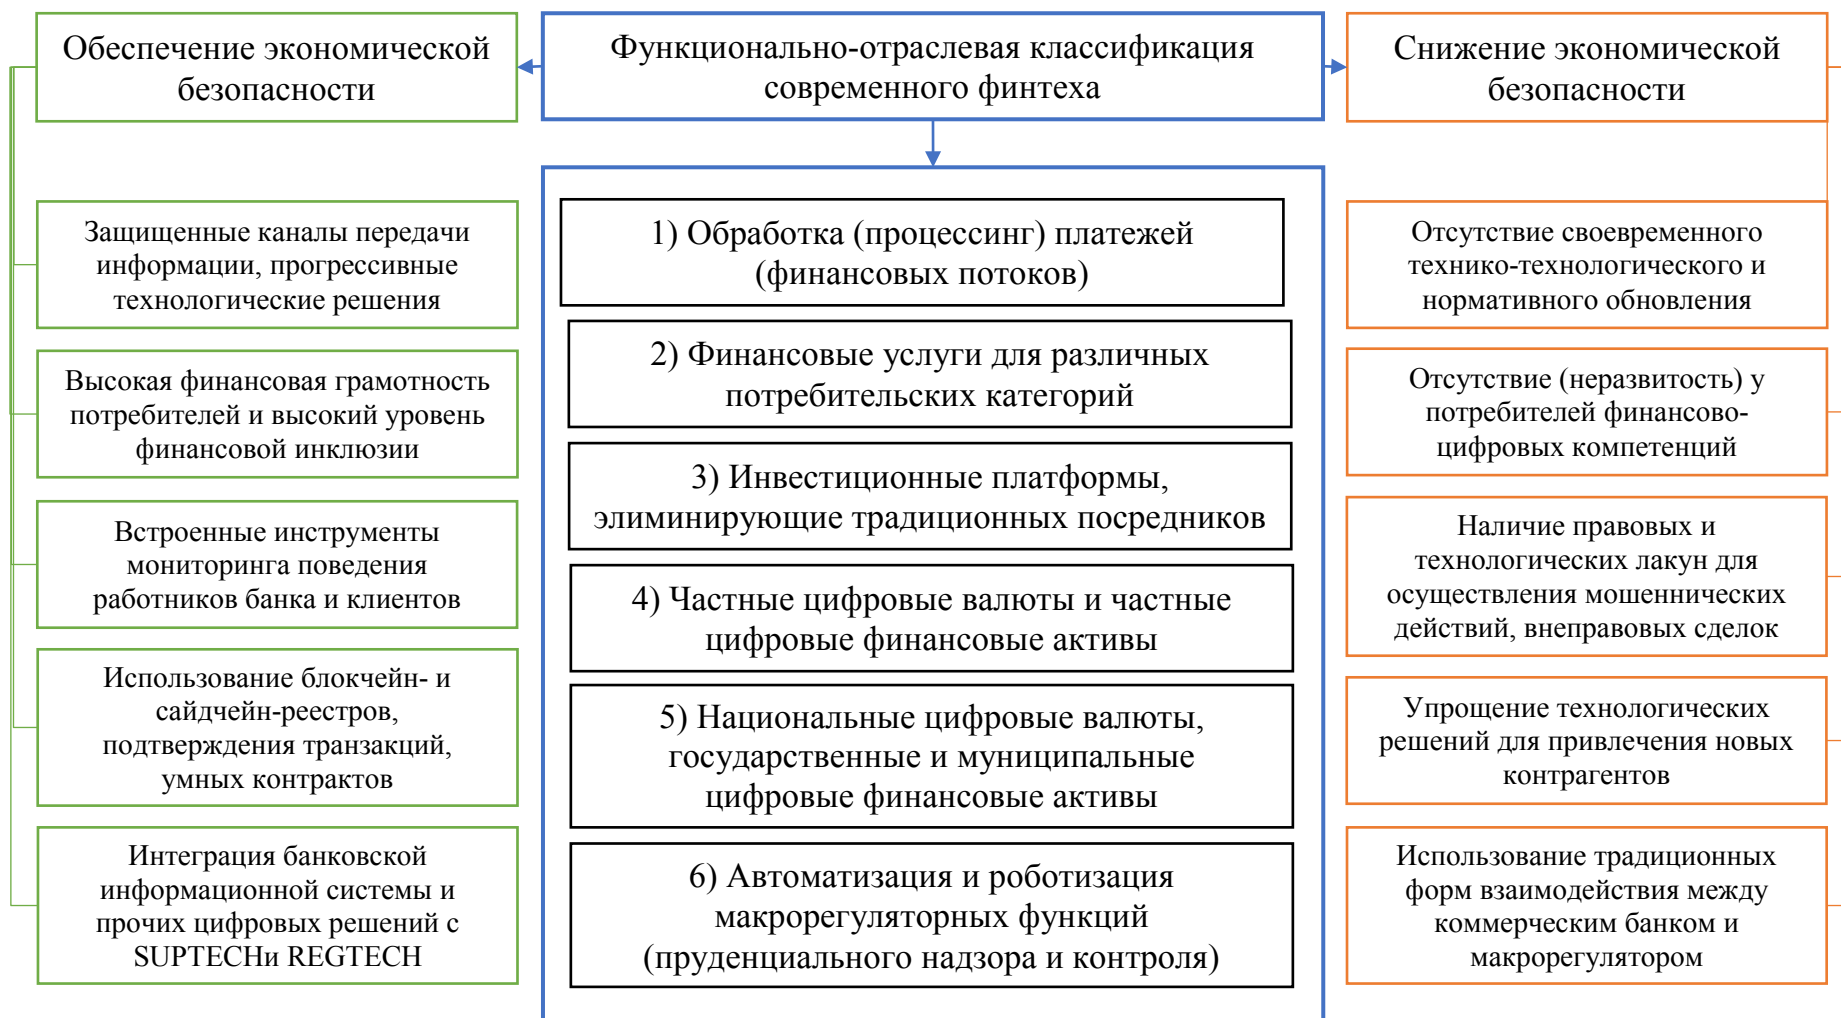 Обеспечение экономической
безопасности
Функционально-отраслевая классификация
современного финтеха
Снижение экономической
безопасности
Защищенные каналы передачи
информации, прогрессивные
технологические решения
Высокая финансовая грамотность
потребителей и высокий уровень
финансовой инклюзии
Встроенные инструменты
мониторинга поведения
работников банка и клиентов
Использование блокчейн- и
сайдчейн-реестров,
подтверждения транзакций,
умных контрактов
Интеграция банковской
информационной системы и
прочих цифровых решений с
SUPTECHи REGTECH
1) Обработка (процессинг) платежей
(финансовых потоков)
2) Финансовые услуги для различных
потребительских категорий
3) Инвестиционные платформы,
элиминирующие традиционных посредников
4) Частные цифровые валюты и частные
цифровые финансовые активы
5) Национальные цифровые валюты,
государственные и муниципальные
цифровые финансовые активы
6) Автоматизация и роботизация
макрорегуляторных функций
(пруденциального надзора и контроля)
Отсутствие своевременного
технико-технологического и
нормативного обновления
Отсутствие (неразвитость) у
потребителей финансово-
цифровых компетенций
Наличие правовых и
технологических лакун для
осуществления мошеннических
действий, внеправовых сделок
Упрощение технологических
решений для привлечения новых
контрагентов
Использование традиционных
форм взаимодействия между
коммерческим банком и
макрорегулятором